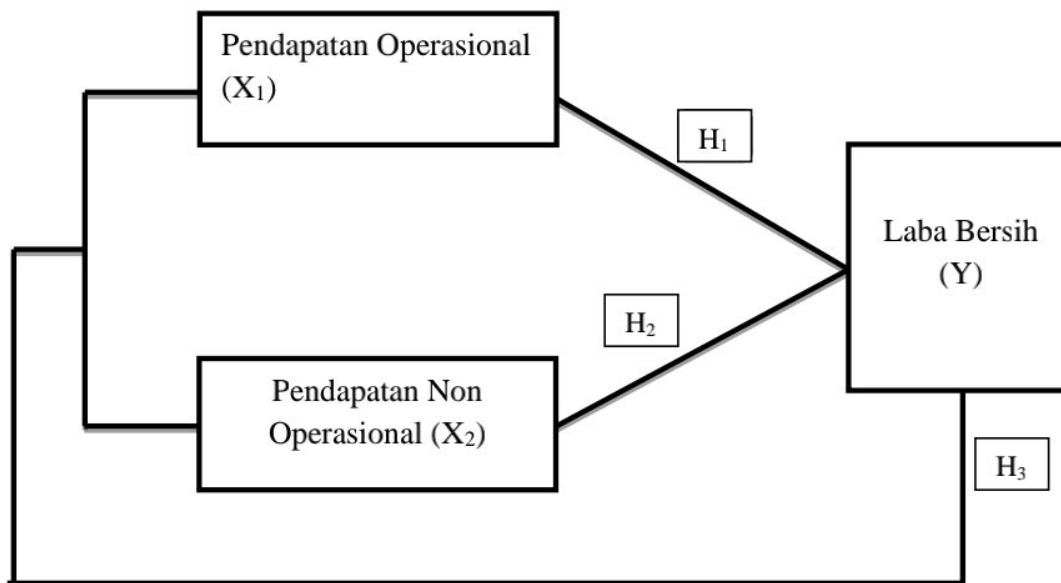 Pendapatan Operasional
(X₁)
H₁
Laba Bersih
(Y)
H₂
Pendapatan Non
Operasional (X₂)
H₃